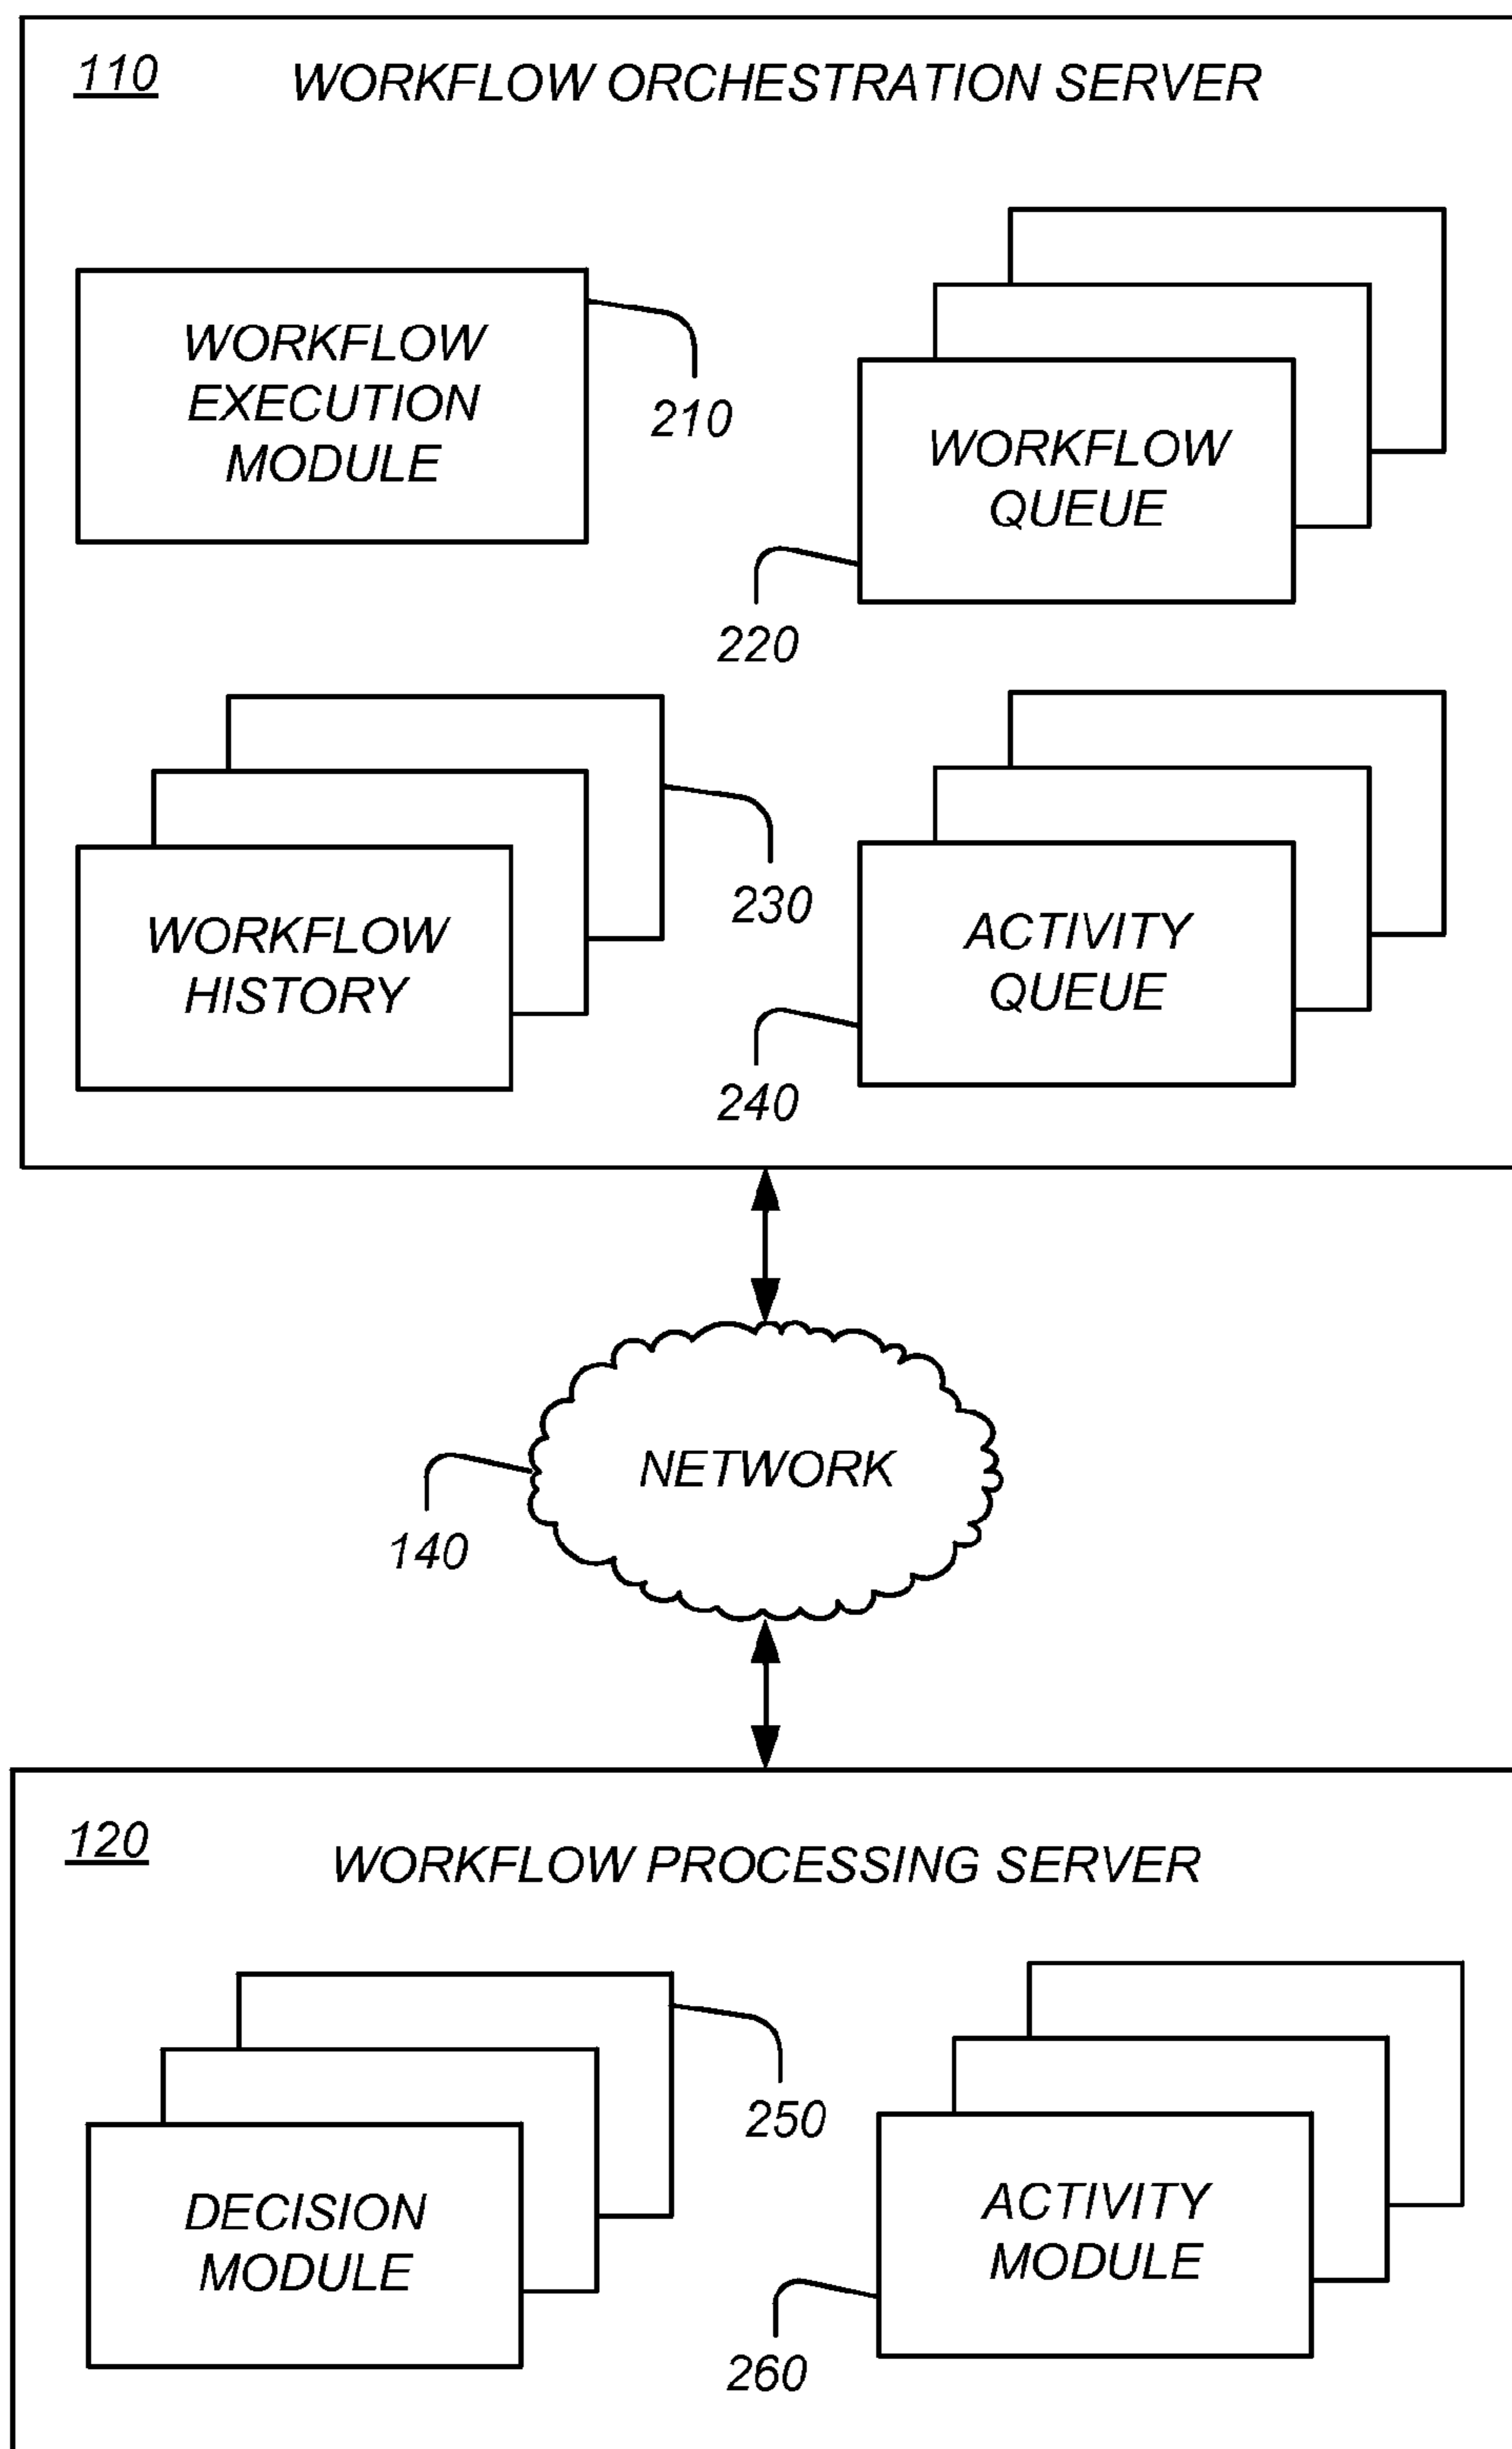 110 WORKFLOW ORCHESTRATION SERVER
WORKFLOW
EXECUTION
MODULE
210
WORKFLOW
QUEUE
220
WORKFLOW
HISTORY
230
ACTIVITY
QUEUE
240
NETWORK
140
120
WORKFLOW PROCESSING SERVER
DECISION
MODULE
250
ACTIVITY
MODULE
260